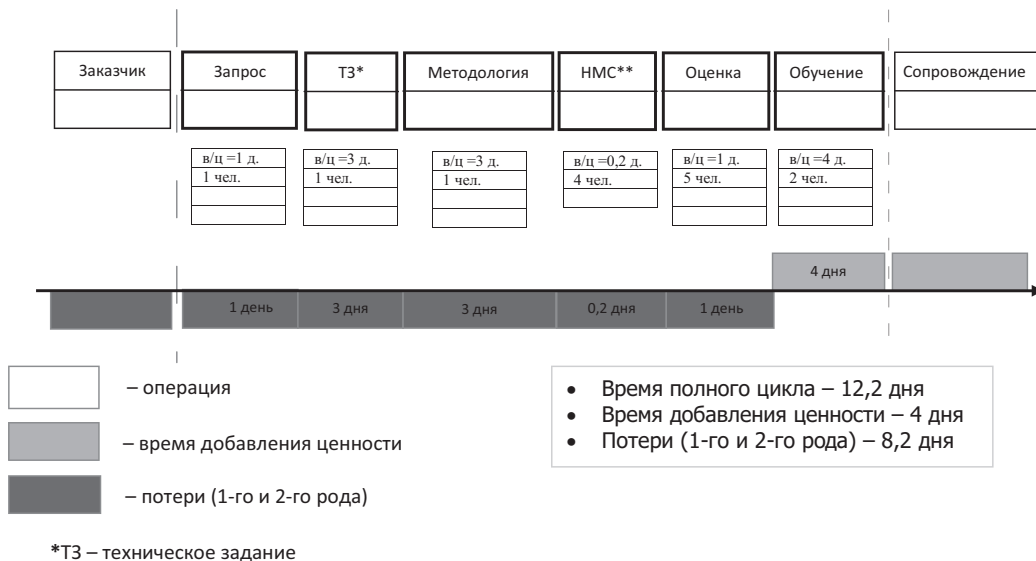 Заказчик Запрос ТЗ* Методология НМС** Оценка Обучение Сопровождение
в/ц =1 д. в/ц =3 д. в/ц =3 д. в/ц =0,2 д. в/ц =1 д. в/ц =4 д.
1 чел. 1 чел. 1 чел. 4 чел. 5 чел. 2 чел.
4 дня
1 день 3 дня 3 дня 0,2 дня 1 день
– операция
– время добавления ценности
– потери (1-го и 2-го рода)
• Время полного цикла – 12,2 дня
• Время добавления ценности – 4 дня
• Потери (1-го и 2-го рода) – 8,2 дня
*ТЗ – техническое задание